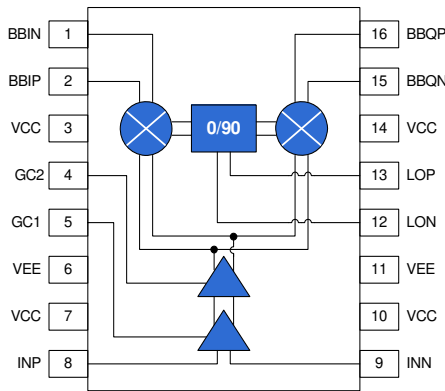 BBIN 1 16 BBQP
BBIP 2 15 BBQN
VCC 3 0/90 14 VCC
GC2 4 13 LOP
GC1 5 12 LON
VEE 6 11 VEE
VCC 7 10 VCC
INP 8 9 INN